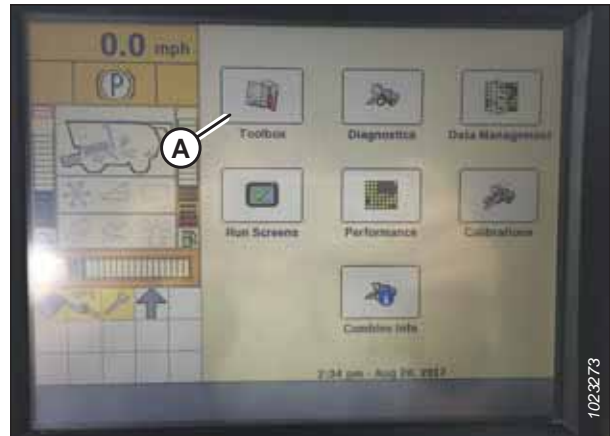 0.0 mph
(P)
A
Toolbox
Diagnostics
Data Management
Run Screens
Performance
Calibrations
Combine Info
2:34 pm - Aug 24, 2017
1023273